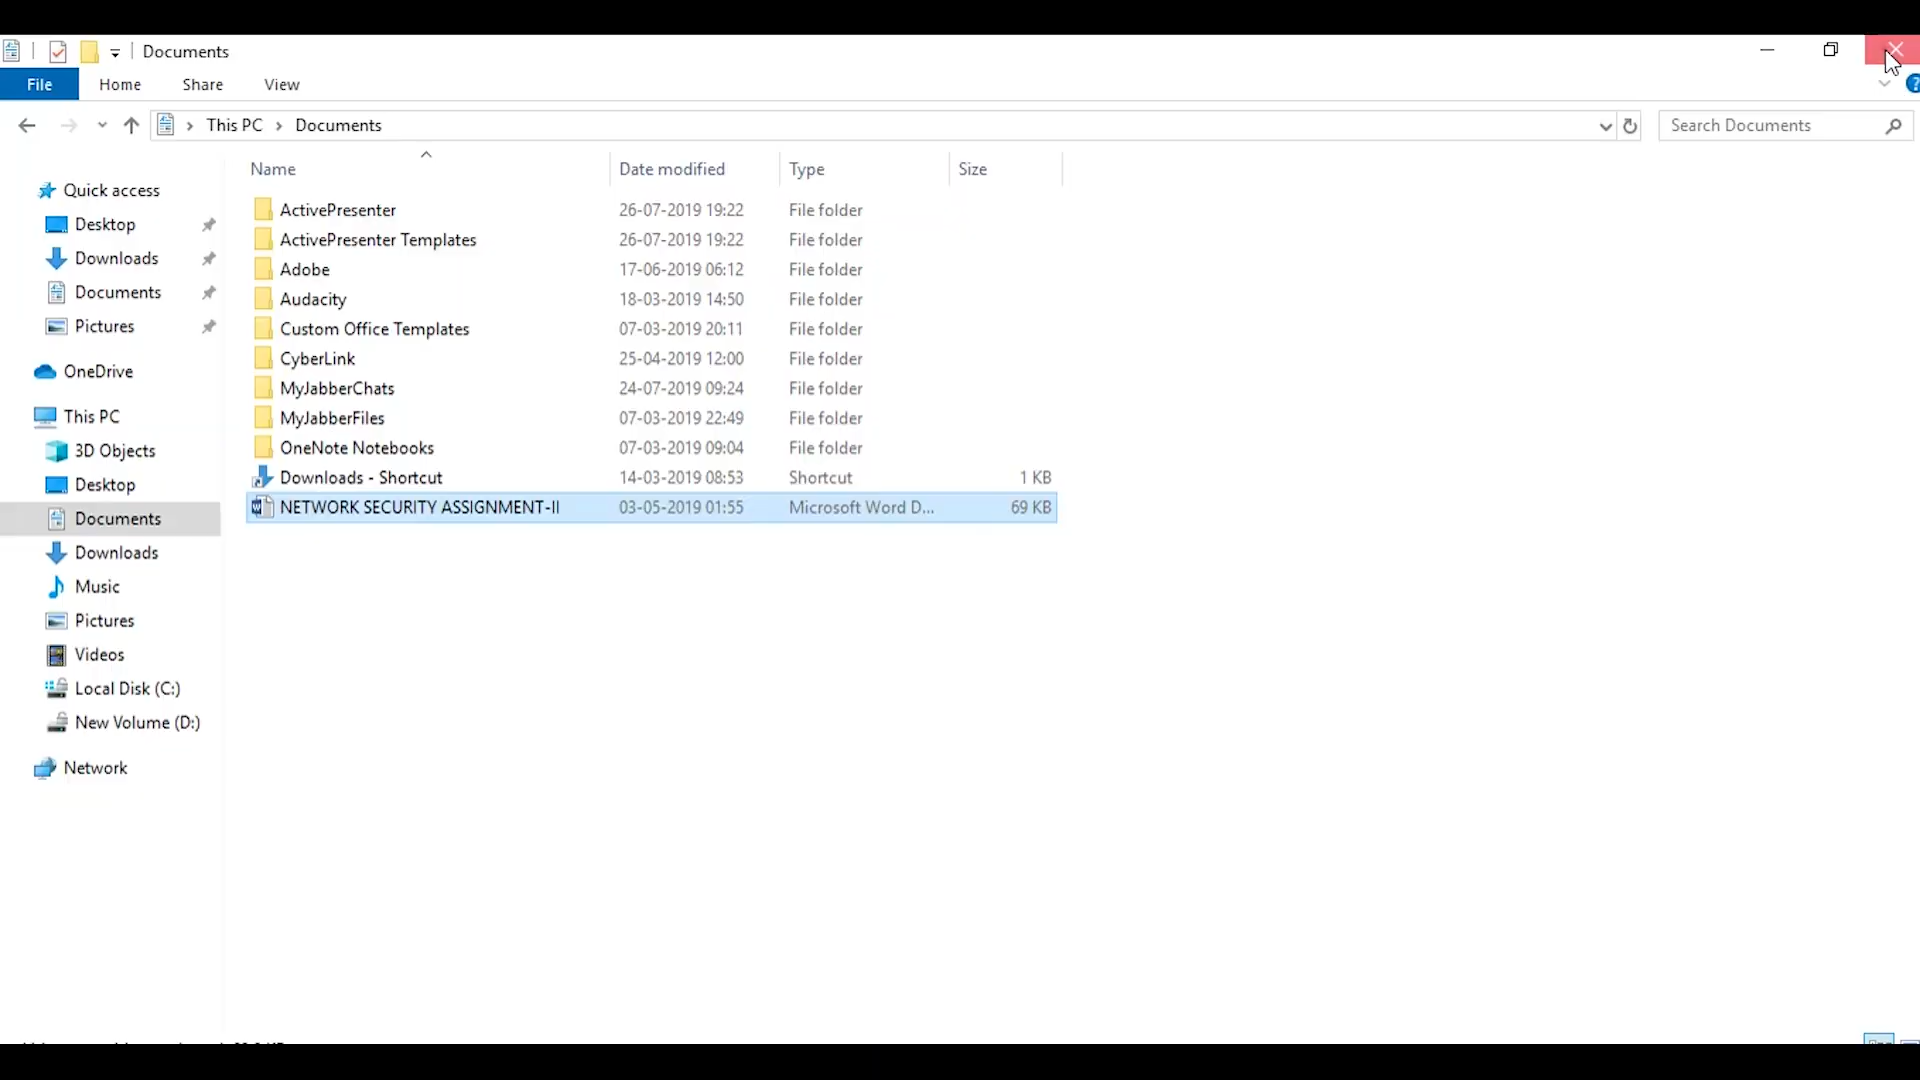 Documents
File Home Share View
This PC > Documents
Search Documents
Name Date modified Type Size
Quick access
Desktop
Downloads
Documents
Pictures
OneDrive
This PC
3D Objects
Desktop
Documents
Downloads
Music
Pictures
Videos
Local Disk (C:)
New Volume (D:)
Network
ActivePresenter 26-07-2019 19:22 File folder
ActivePresenter Templates 26-07-2019 19:22 File folder
Adobe 17-06-2019 06:12 File folder
Audacity 18-03-2019 14:50 File folder
Custom Office Templates 07-03-2019 20:11 File folder
CyberLink 25-04-2019 12:00 File folder
MyJabberChats 24-07-2019 09:24 File folder
MyJabberFiles 07-03-2019 22:49 File folder
OneNote Notebooks 07-03-2019 09:04 File folder
Downloads - Shortcut 14-03-2019 08:53 Shortcut 1 KB
NETWORK SECURITY ASSIGNMENT-II 03-05-2019 01:55 Microsoft Word D... 69 KB